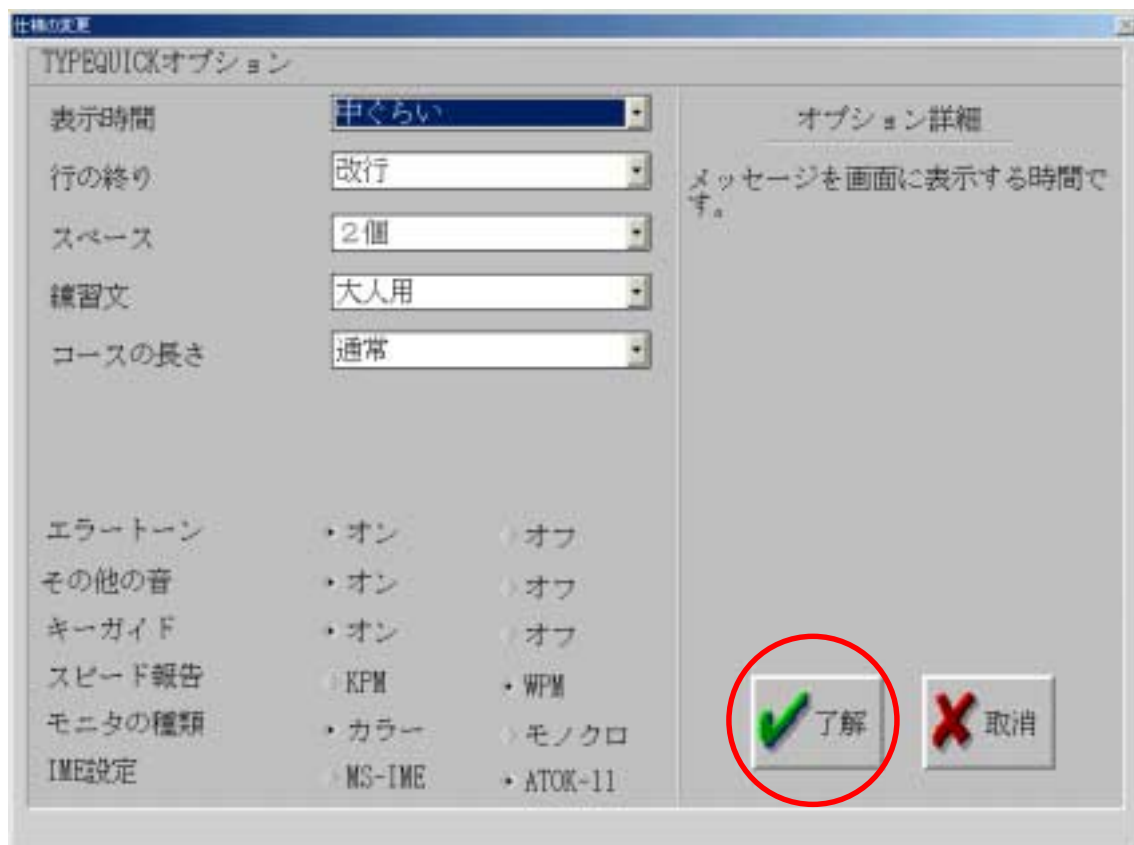 仕様の変更
TYPEQUICKオプション
表示時間 中ぐらい
行の終り 改行
スペース 2個
練習文 大人用
コースの長さ 通常
エラートーン オン オフ
その他の音 オン オフ
キーガイド オン オフ
スピード報告 KPM WPM
モニタの種類 カラー モノクロ
IME設定 MS-IME ATOK-11
オプション詳細
メッセージを画面に表示する時間で
す。
了解 取消